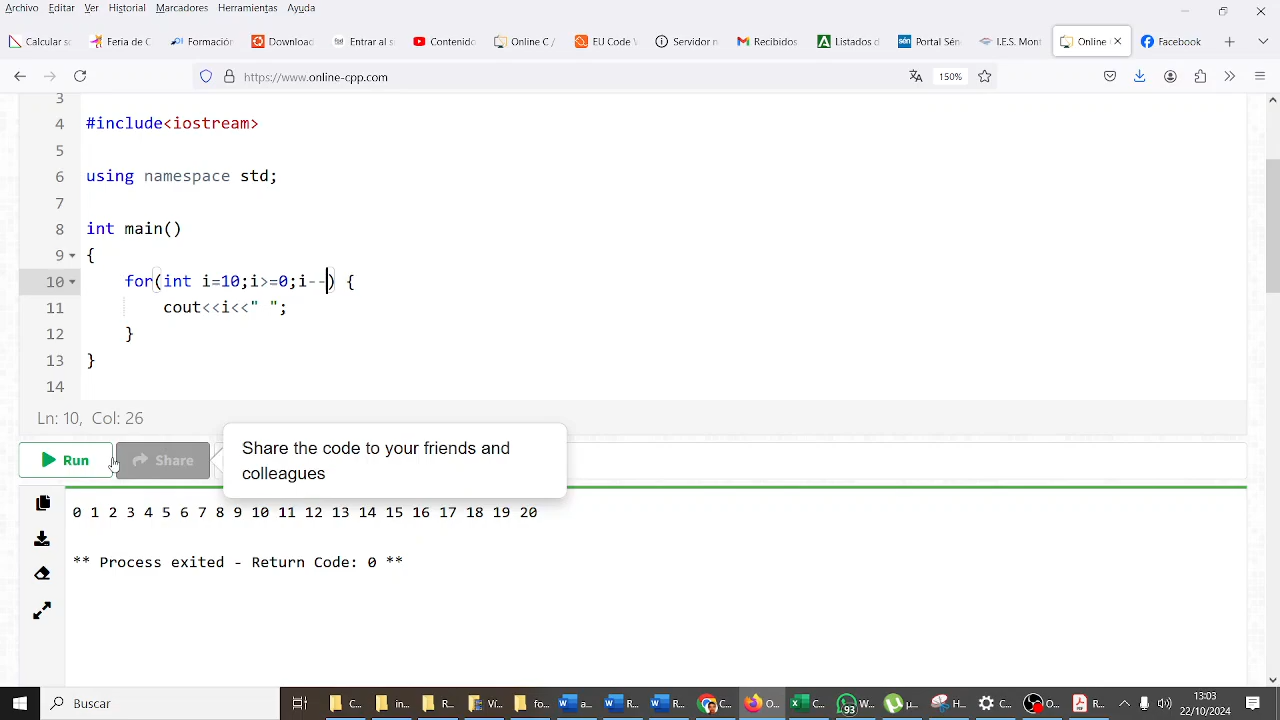 Archivo Editar Ver Historial Marcadores Herramientas Ayuda
Calcular s Feria de C Formación Download Entrar al si Contenidc Online C / EU Code W Servidor n Recibidos Listados d Portal Sén I.E.S. Mont Online Facebook
https://www.online-cpp.com 150%
3
4 #include<iostream>
5
6 using namespace std;
7
8 int main()
9 {
10 for(int i=10;i>=0;i--) {
11 cout<<i<<" ";
12 }
13 }
14
Ln: 10, Col: 26
Share the code to your friends and
colleagues
Run Share
0 1 2 3 4 5 6 7 8 9 10 11 12 13 14 15 16 17 18 19 20
** Process exited - Return Code: 0 **
Buscar C... In... R... V... C... D... a... R... R... C... O... C... 93 W... H... C... O... E...
13:03
22/10/2024